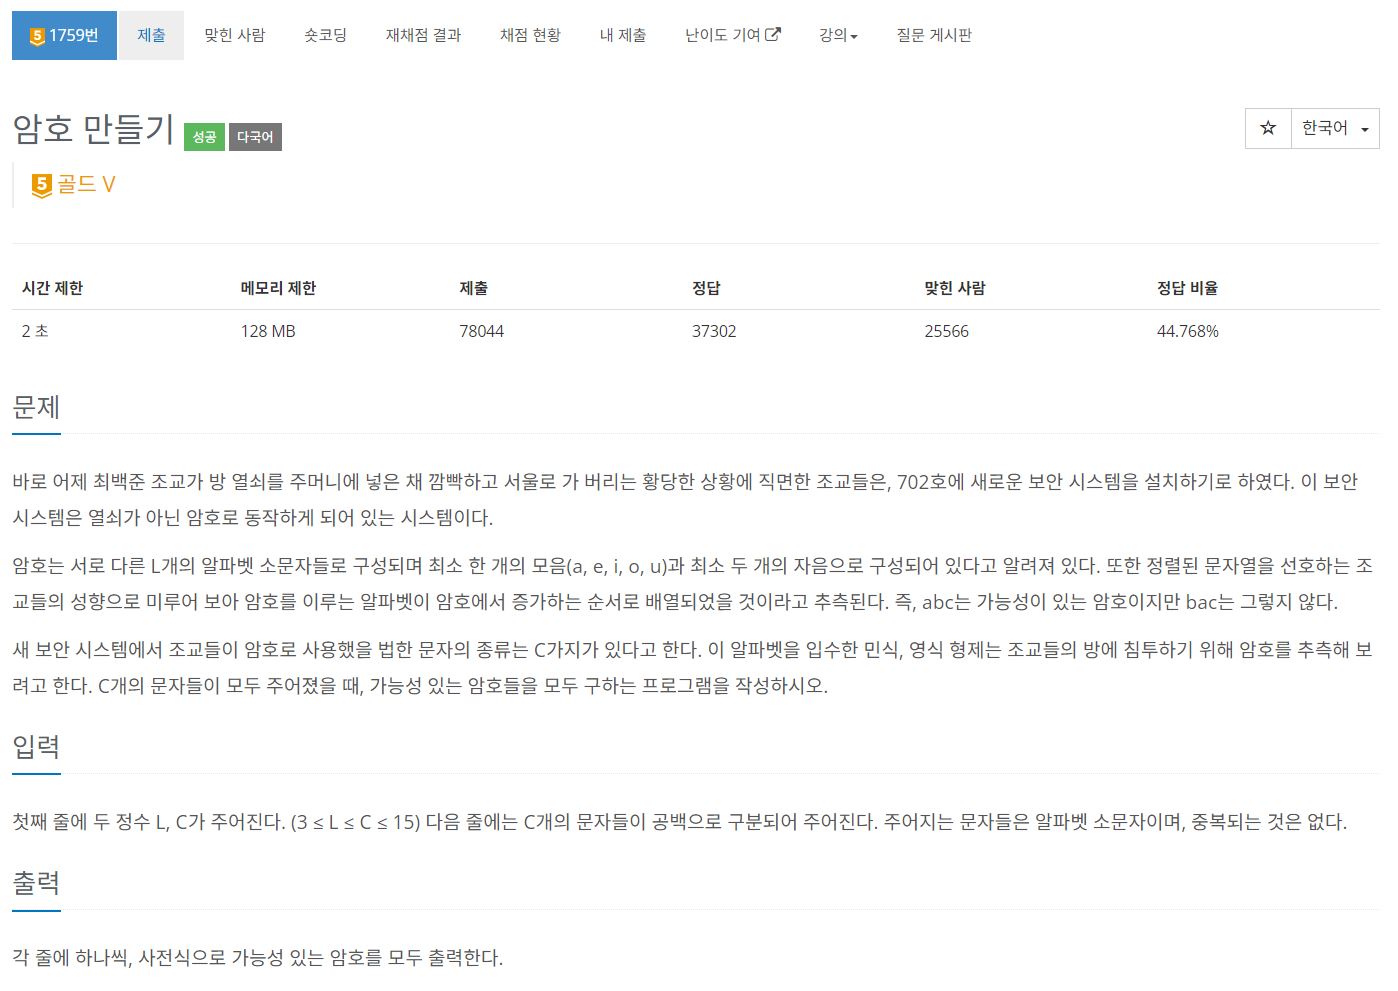 5 1759번 제출 맞힌 사람 숏코딩 재채점 결과 채점 현황 내 제출 난이도 기여 강의 질문 게시판
암호 만들기 성공 다국어 한국어
5 골드 V
시간 제한 메모리 제한 제출 정답 맞힌 사람 정답 비율
2 초 128 MB 78044 37302 25566 44.768%
문제
바로 어제 최백준 조교가 방 열쇠를 주머니에 넣은 채 깜빡하고 서울로 가 버리는 황당한 상황에 직면한 조교들은, 702호에 새로운 보안 시스템을 설치하기로 하였다. 이 보안
시스템은 열쇠가 아닌 암호로 동작하게 되어 있는 시스템이다.
암호는 서로 다른 L개의 알파벳 소문자들로 구성되며 최소 한 개의 모음(a, e, i, o, u)과 최소 두 개의 자음으로 구성되어 있다고 알려져 있다. 또한 정렬된 문자열을 선호하는 조
교들의 성향으로 미루어 보아 암호를 이루는 알파벳이 암호에서 증가하는 순서로 배열되었을 것이라고 추측된다. 즉, abc는 가능성이 있는 암호이지만 bac는 그렇지 않다.
새 보안 시스템에서 조교들이 암호로 사용했을 법한 문자의 종류는 C가지가 있다고 한다. 이 알파벳을 입수한 민식, 영식 형제는 조교들의 방에 침투하기 위해 암호를 추측해 보
려고 한다. C개의 문자들이 모두 주어졌을 때, 가능성 있는 암호들을 모두 구하는 프로그램을 작성하시오.
입력
첫째 줄에 두 정수 L, C가 주어진다. (3 ≤ L ≤ C ≤ 15) 다음 줄에는 C개의 문자들이 공백으로 구분되어 주어진다. 주어지는 문자들은 알파벳 소문자이며, 중복되는 것은 없다.
출력
각 줄에 하나씩, 사전식으로 가능성 있는 암호를 모두 출력한다.